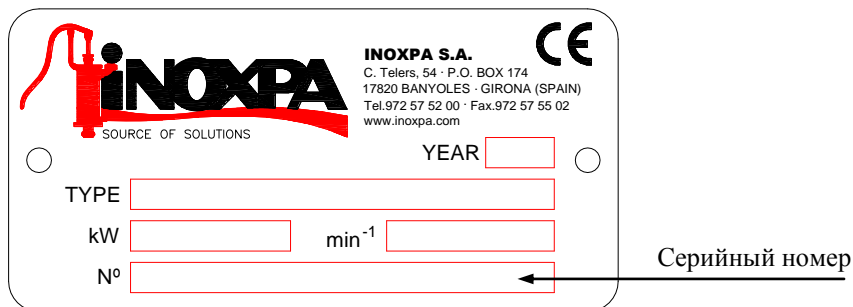 iNOXPA
SOURCE OF SOLUTIONS
INOXPA S.A.
C. Telers, 54 · P.O. BOX 174
17820 BANYOLES · GIRONA (SPAIN)
Tel.972 57 52 00 · Fax.972 57 55 02
www.inoxpa.com
CE
YEAR
TYPE
kW min⁻¹
Nº
Серийный номер